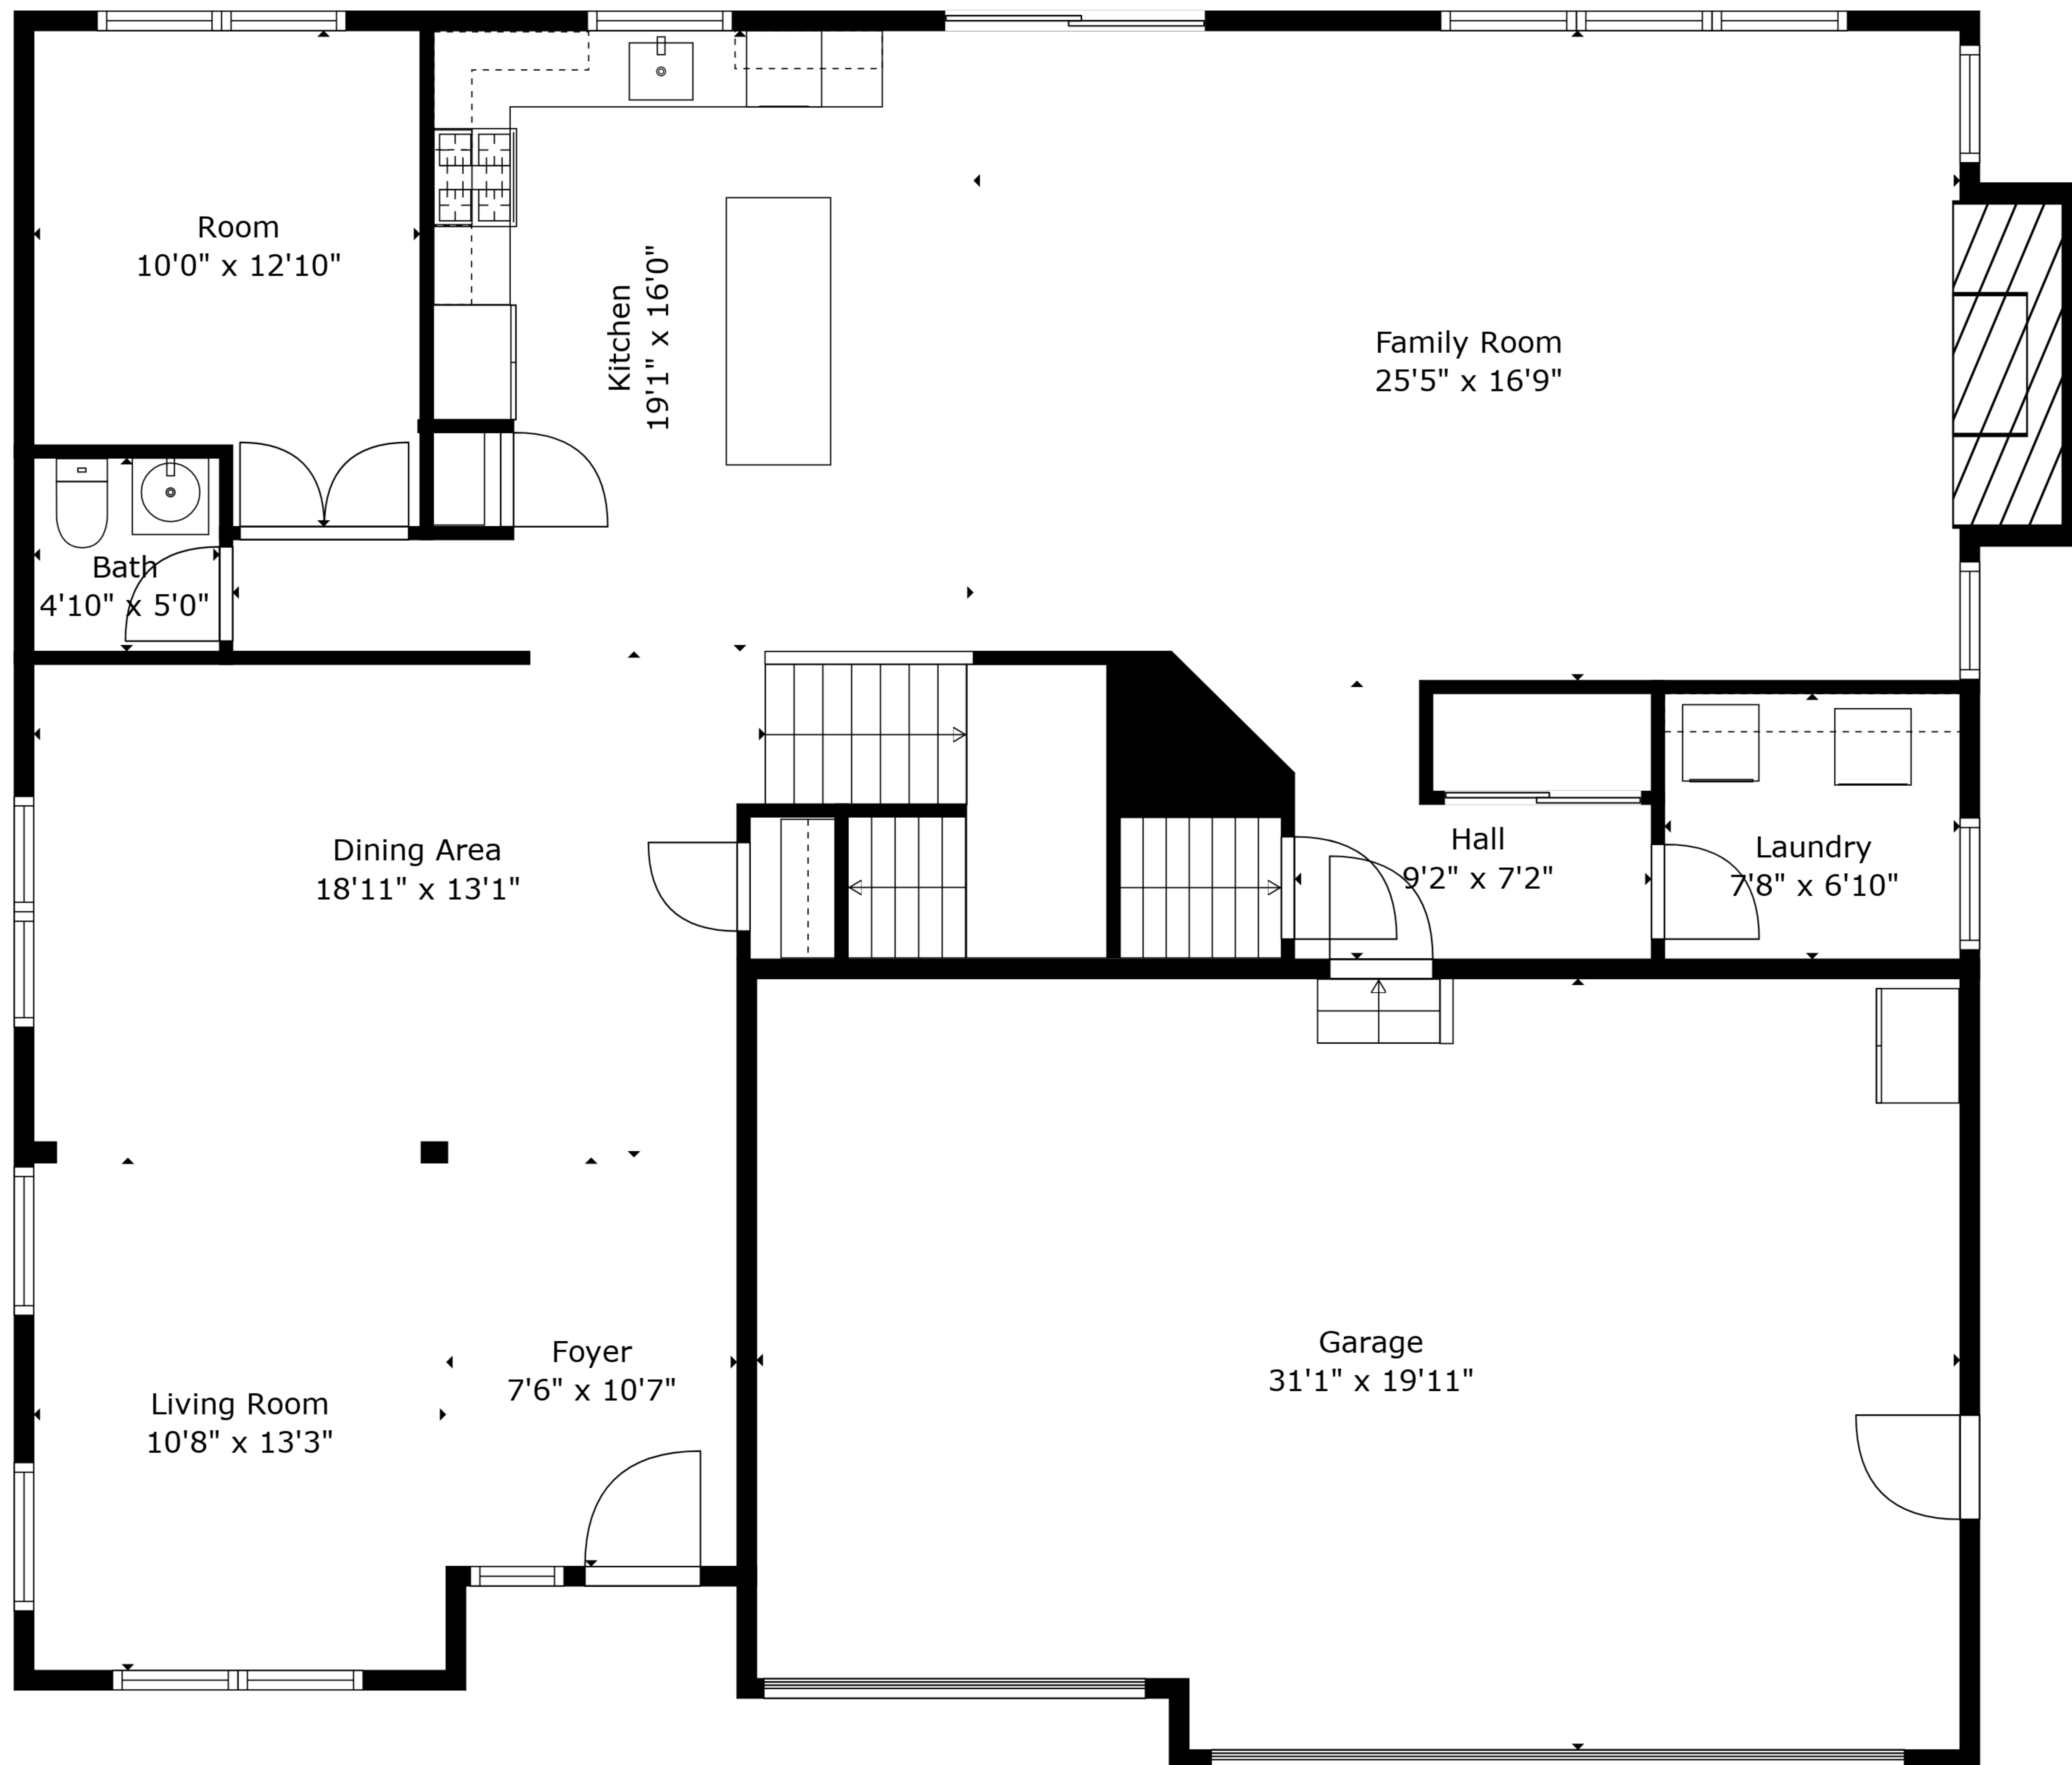 Room
10'0" x 12'10"
Kitchen
19'1" x 16'0"
Family Room
25'5" x 16'9"
Bath
4'10" x 5'0"
Dining Area
18'11" x 13'1"
Hall
9'2" x 7'2"
Laundry
7'8" x 6'10"
Foyer
7'6" x 10'7"
Garage
31'1" x 19'11"
Living Room
10'8" x 13'3"